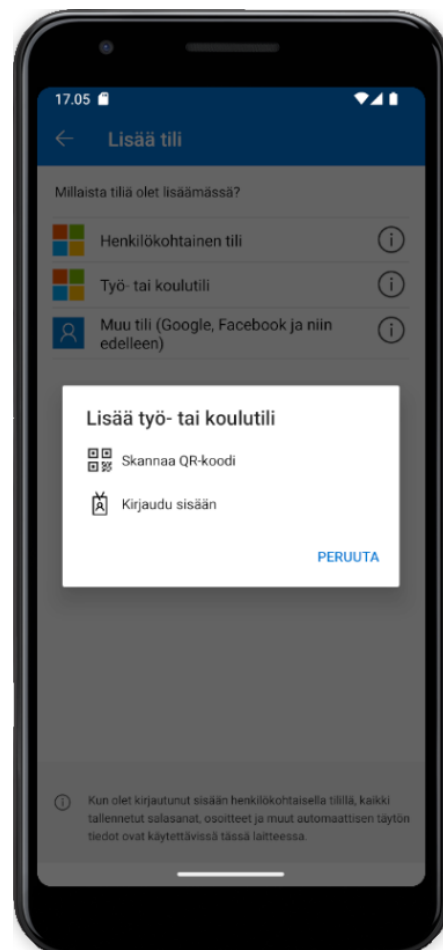 17.05
Lisää tili
Millaista tiliä olet lisäämässä?
Henkilökohtainen tili
Työ- tai koulutili
Muu tili (Google, Facebook ja niin
edelleen)
Lisää työ- tai koulutili
Skannaa QR-koodi
Kirjaudu sisään
PERUUTA
Kun olet kirjautunut sisään henkilökohtaisella tilillä, kaikki
tallennetut salasanat, osoitteet ja muut automaattisen täytön
tiedot ovat käytettävissä tässä laitteessa.